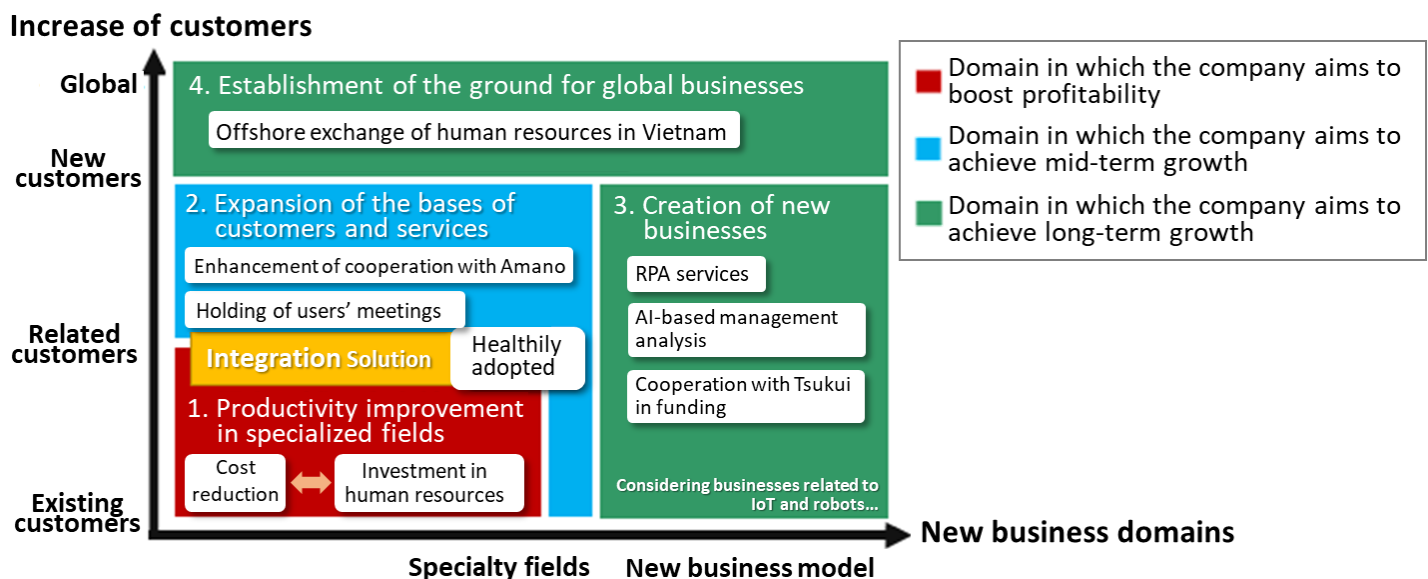 Increase of customers
Global
New
customers
Related
customers
Existing
customers
4. Establishment of the ground for global businesses
Offshore exchange of human resources in Vietnam
2. Expansion of the bases of
customers and services
Enhancement of cooperation with Amano
Holding of users’ meetings
Integration Solution
Healthily
adopted
1. Productivity improvement
in specialized fields
Cost
reduction
Investment in
human resources
3. Creation of new
businesses
RPA services
AI-based management
analysis
Cooperation with Tsukui
in funding
Considering businesses related to
IoT and robots...
Domain in which the company aims to
boost profitability
Domain in which the company aims to
achieve mid-term growth
Domain in which the company aims to
achieve long-term growth
New business domains
Specialty fields
New business model